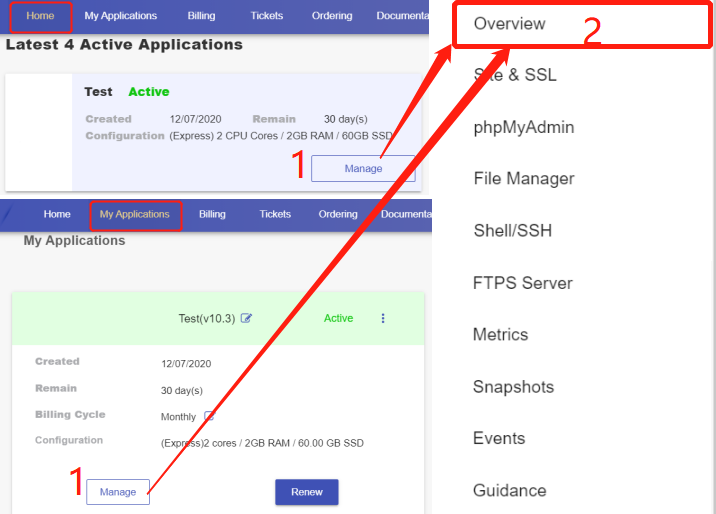 Home My Applications Billing Tickets Ordering Documenta
Latest 4 Active Applications
Test Active
Created 12/07/2020 Remain 30 day(s)
Configuration (Express) 2 CPU Cores / 2GB RAM / 60GB SSD
1 Manage
Home My Applications Billing Tickets Ordering Documenta
My Applications
Test(v10.3) Active
Created 12/07/2020
Remain 30 day(s)
Billing Cycle Monthly
Configuration (Express)2 cores / 2GB RAM / 60.00 GB SSD
1 Manage Renew
Overview 2
Site & SSL
phpMyAdmin
File Manager
Shell/SSH
FTPS Server
Metrics
Snapshots
Events
Guidance